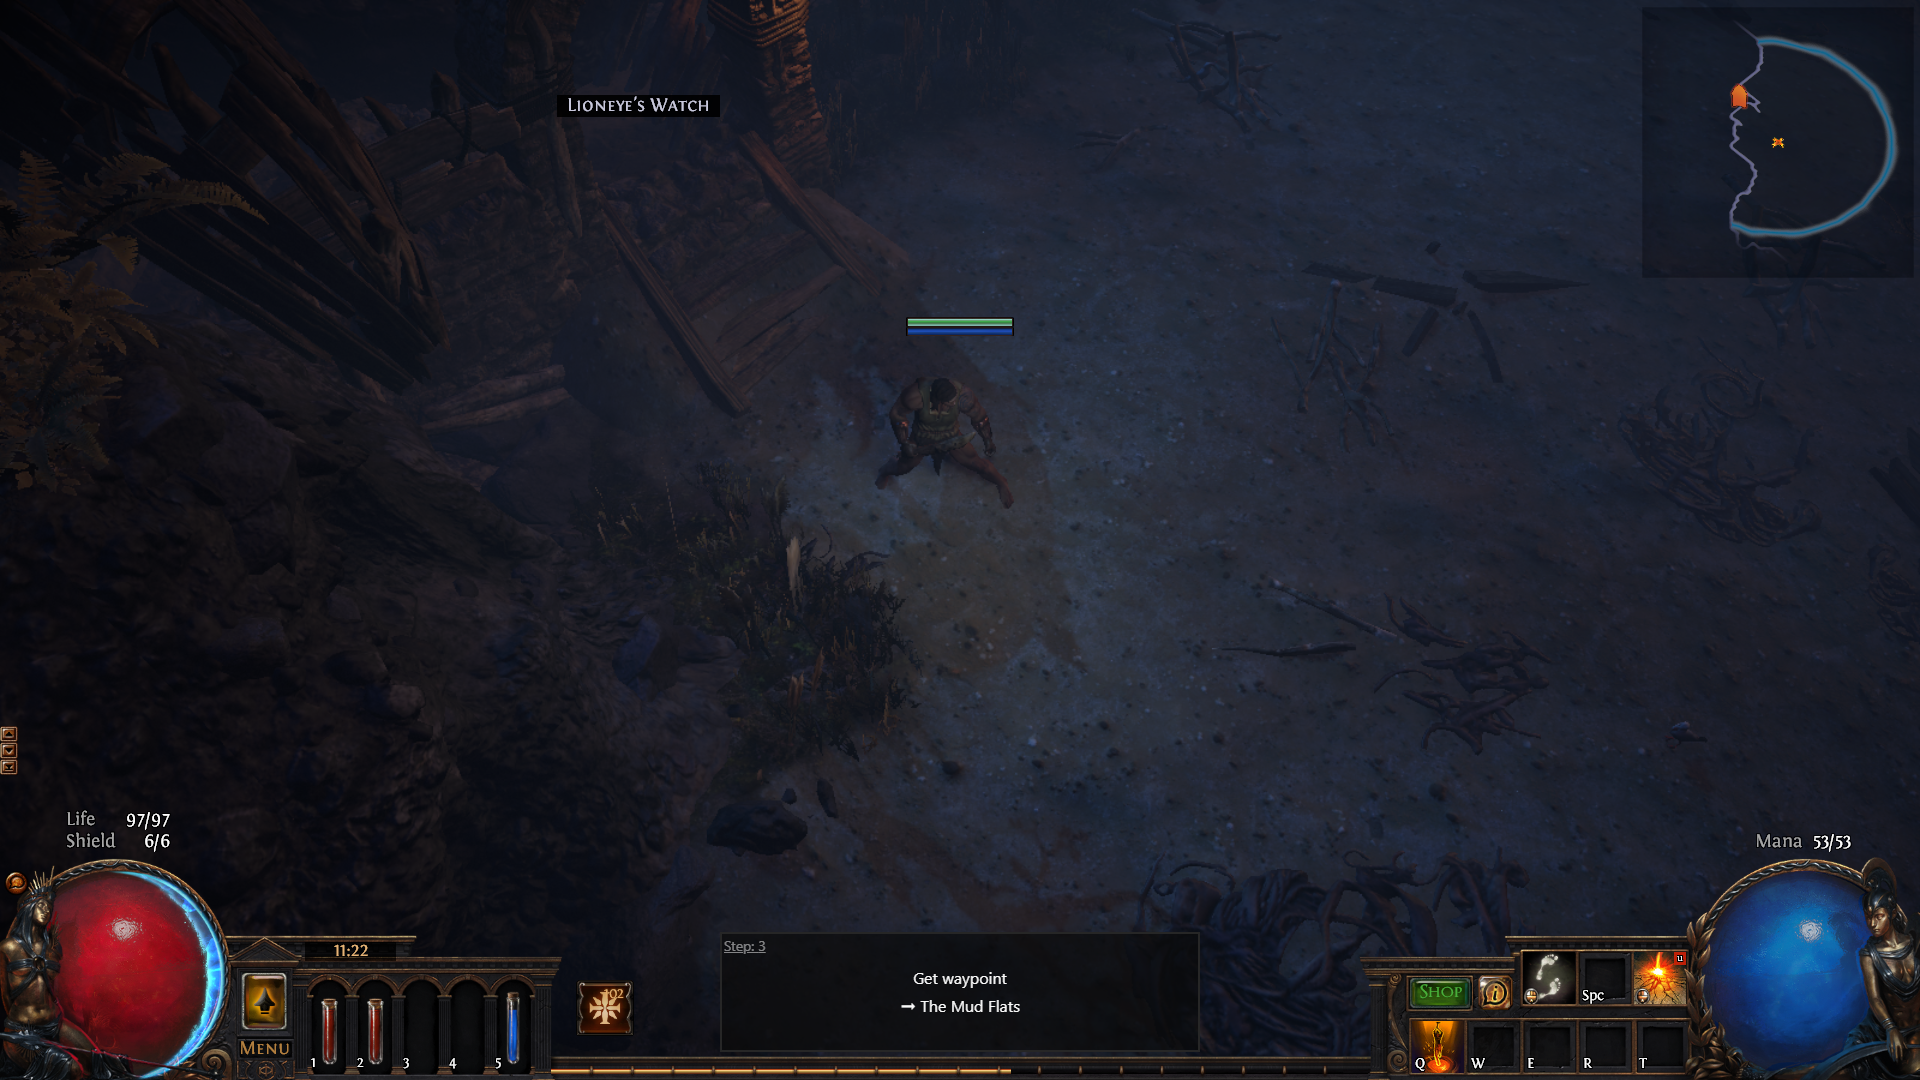 Lioneye's Watch
Life 97/97
Shield 6/6
Mana 53/53
11:22
Menu
1 2 3 4 5
102
Step: 3
Get waypoint
→ The Mud Flats
Shop
Spc
u
Q W E R T